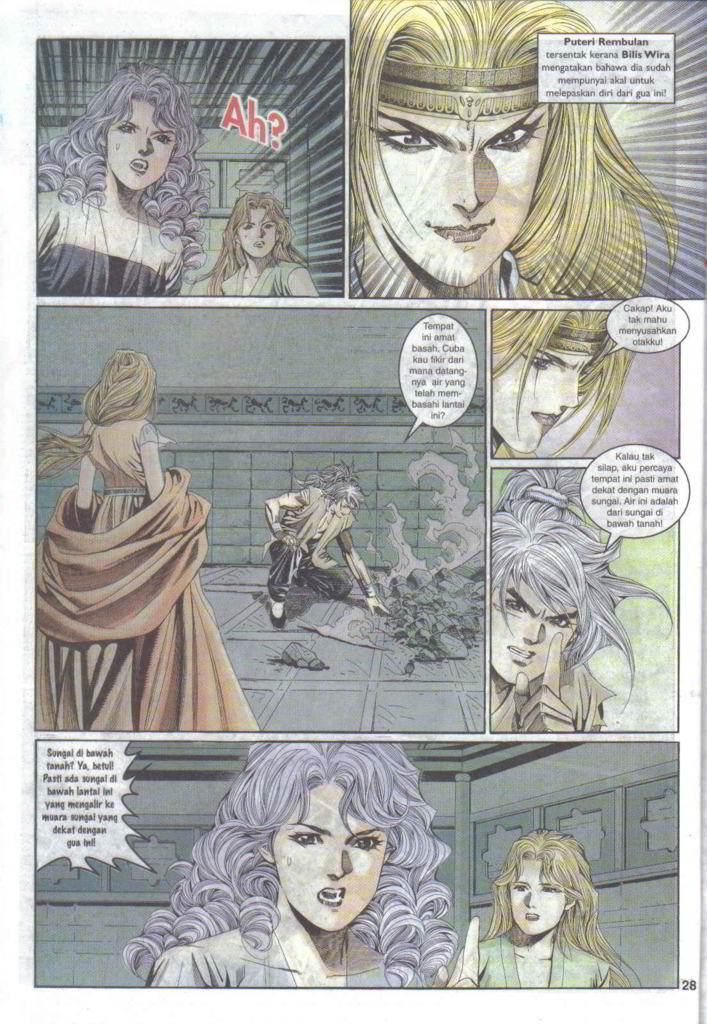 Ah?
Puteri Rembulan
tersentak kerana Bilis Wira
mengatakan bahawa dia sudah
mempunyai akal untuk
melepaskan diri dari gua ini!
Tempat
ini amat
basah. Cuba
kau fikir dari
mana datang-
nya air yang
telah mem-
basahi lantai
ini?
Cakap! Aku
tak mahu
menyusahkan
otakku!
Kalau tak
silap, aku percaya
tempat ini pasti amat
dekat dengan muara
sungai. Air ini adalah
dari sungai di
bawah tanah!
Sungai di bawah
tanah? Ya, betul!
Pasti ada sungai di
bawah lantai ini
yang mengalir ke
muara sungai yang
dekat dengan
gua ini!
28